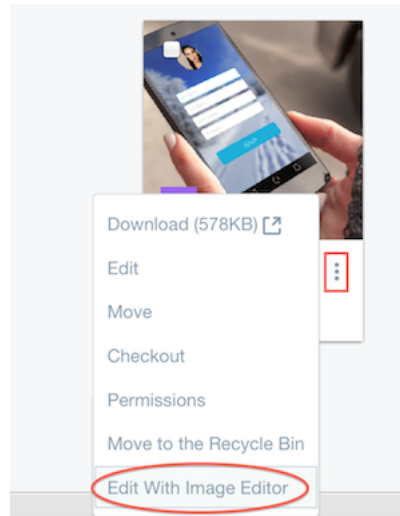 Download (578KB)
Edit
Move
Checkout
Permissions
Move to the Recycle Bin
Edit With Image Editor